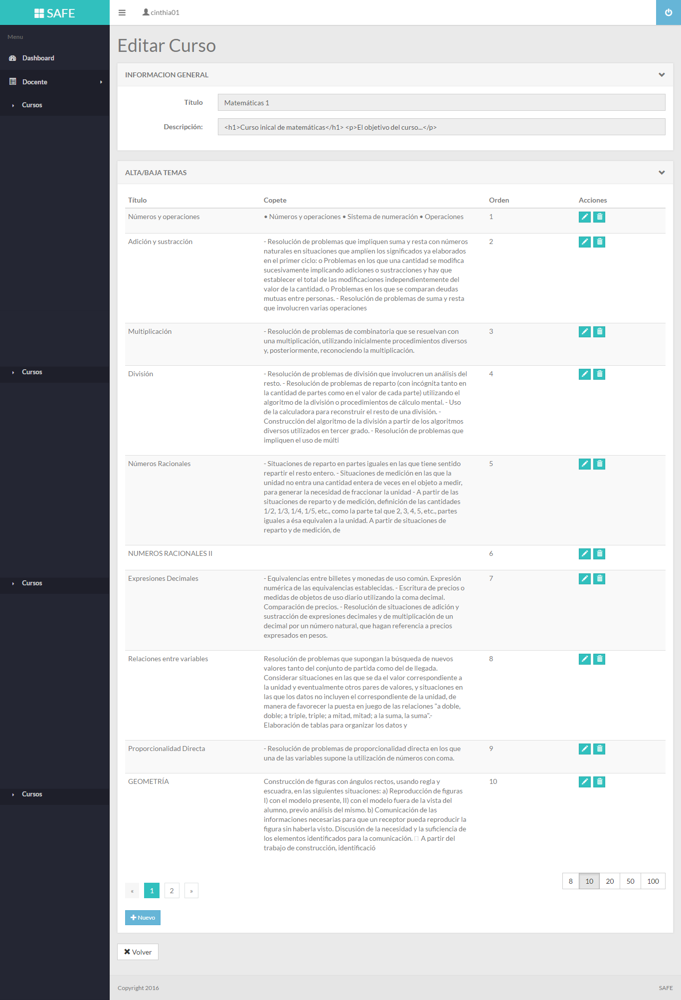 SAFE
cinthia01
Menu
Dashboard
Docente
Cursos
Cursos
Cursos
Cursos
Editar Curso
INFORMACION GENERAL
Título
Matemáticas 1
Descripción:
<h1>Curso inical de matemáticas</h1> <p>El objetivo del curso...</p>
ALTA/BAJA TEMAS
Título Copete Orden Acciones
Números y operaciones • Números y operaciones • Sistema de numeración • Operaciones 1
Adición y sustracción - Resolución de problemas que impliquen suma y resta con números 2
naturales en situaciones que amplíen los significados ya elaborados
en el primer ciclo: o Problemas en los que una cantidad se modifica
sucesivamente implicando adiciones o sustracciones y hay que
establecer el total de las modificaciones independientemente del
valor de la cantidad. o Problemas en los que se comparan deudas
mutuas entre personas. - Resolución de problemas de suma y resta
que involucren varias operaciones
Multiplicación - Resolución de problemas de combinatoria que se resuelvan con 3
una multiplicación, utilizando inicialmente procedimientos diversos
y, posteriormente, reconociendo la multiplicación.
División - Resolución de problemas de división que involucren un análisis del 4
resto. - Resolución de problemas de reparto (con incógnita tanto en
la cantidad de partes como en el valor de cada parte) utilizando el
algoritmo de la división o procedimientos de cálculo mental. - Uso
de la calculadora para reconstruir el resto de una división. -
Construcción del algoritmo de la división a partir de los algoritmos
diversos utilizados en tercer grado. - Resolución de problemas que
impliquen el uso de múlti
Números Racionales - Situaciones de reparto en partes iguales en las que tiene sentido 5
repartir el resto entero. - Situaciones de medición en las que la
unidad no entra una cantidad entera de veces en el objeto a medir,
para generar la necesidad de fraccionar la unidad - A partir de las
situaciones de reparto y de medición, definición de las cantidades
1/2, 1/3, 1/4, 1/5, etc., como la parte tal que 2, 3, 4, 5, etc., partes
iguales a ésa equivalen a la unidad. A partir de situaciones de
reparto y de medición, de
NUMEROS RACIONALES II 6
Expresiones Decimales - Equivalencias entre billetes y monedas de uso común. Expresión 7
numérica de las equivalencias establecidas. - Escritura de precios o
medidas de objetos de uso diario utilizando la coma decimal.
Comparación de precios. - Resolución de situaciones de adición y
sustracción de expresiones decimales y de multiplicación de un
decimal por un número natural, que hagan referencia a precios
expresados en pesos.
Relaciones entre variables Resolución de problemas que supongan la búsqueda de nuevos 8
valores tanto del conjunto de partida como del de llegada.
Considerar situaciones en las que se da el valor correspondiente a
la unidad y eventualmente otros pares de valores, y situaciones en
las que los datos no incluyen el correspondiente de la unidad, de
manera de favorecer la puesta en juego de las relaciones "a doble,
doble; a triple, triple; a mitad, mitad; a la suma, la suma".-
Elaboración de tablas para organizar los datos y
Proporcionalidad Directa - Resolución de problemas de proporcionalidad directa en los que 9
una de las variables supone la utilización de números con coma.
GEOMETRÍA Construcción de figuras con ángulos rectos, usando regla y 10
escuadra, en las siguientes situaciones: a) Reproducción de figuras
I) con el modelo presente, II) con el modelo fuera de la vista del
alumno, previo análisis del mismo. b) Comunicación de las
informaciones necesarias para que un receptor pueda reproducir la
figura sin haberla visto. Discusión de la necesidad y la suficiencia de
los elementos identificados para la comunicación. A partir del
trabajo de construcción, identificació
8 10 20 50 100
« 1 2 »
Nuevo
Volver
Copyright 2016
SAFE